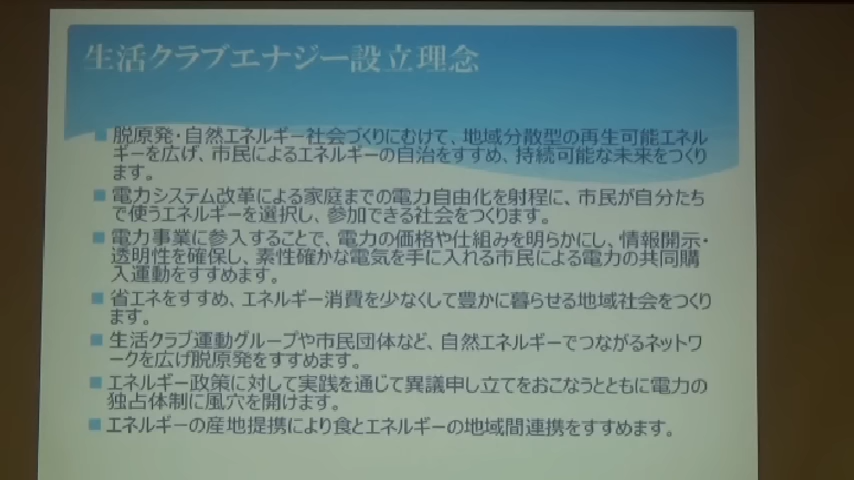 生活クラブエナジー設立理念
■ 脱原発・自然エネルギー社会づくりにむけて、地域分散型の再生可能エネル
ギーを広げ、市民によるエネルギーの自治をすすめ、持続可能な未来をつくり
ます。
■ 電力システム改革による家庭までの電力自由化を射程に、市民が自分たち
で使うエネルギーを選択し、参加できる社会をつくります。
■ 電力事業に参入することで、電力の価格や仕組みを明らかにし、情報開示・
透明性を確保し、素性確かな電気を手に入れる市民による電力の共同購
入運動をすすめます。
■ 省エネをすすめ、エネルギー消費を少なくして豊かに暮らせる地域社会をつくり
ます。
■ 生活クラブ運動グループや市民団体など、自然エネルギーでつながるネットワ
ークを広げ脱原発をすすめます。
■ エネルギー政策に対して実践を通じて異議申し立てをおこなうとともに電力の
独占体制に風穴を開けます。
■ エネルギーの産地提携により食とエネルギーの地域間連携をすすめます。